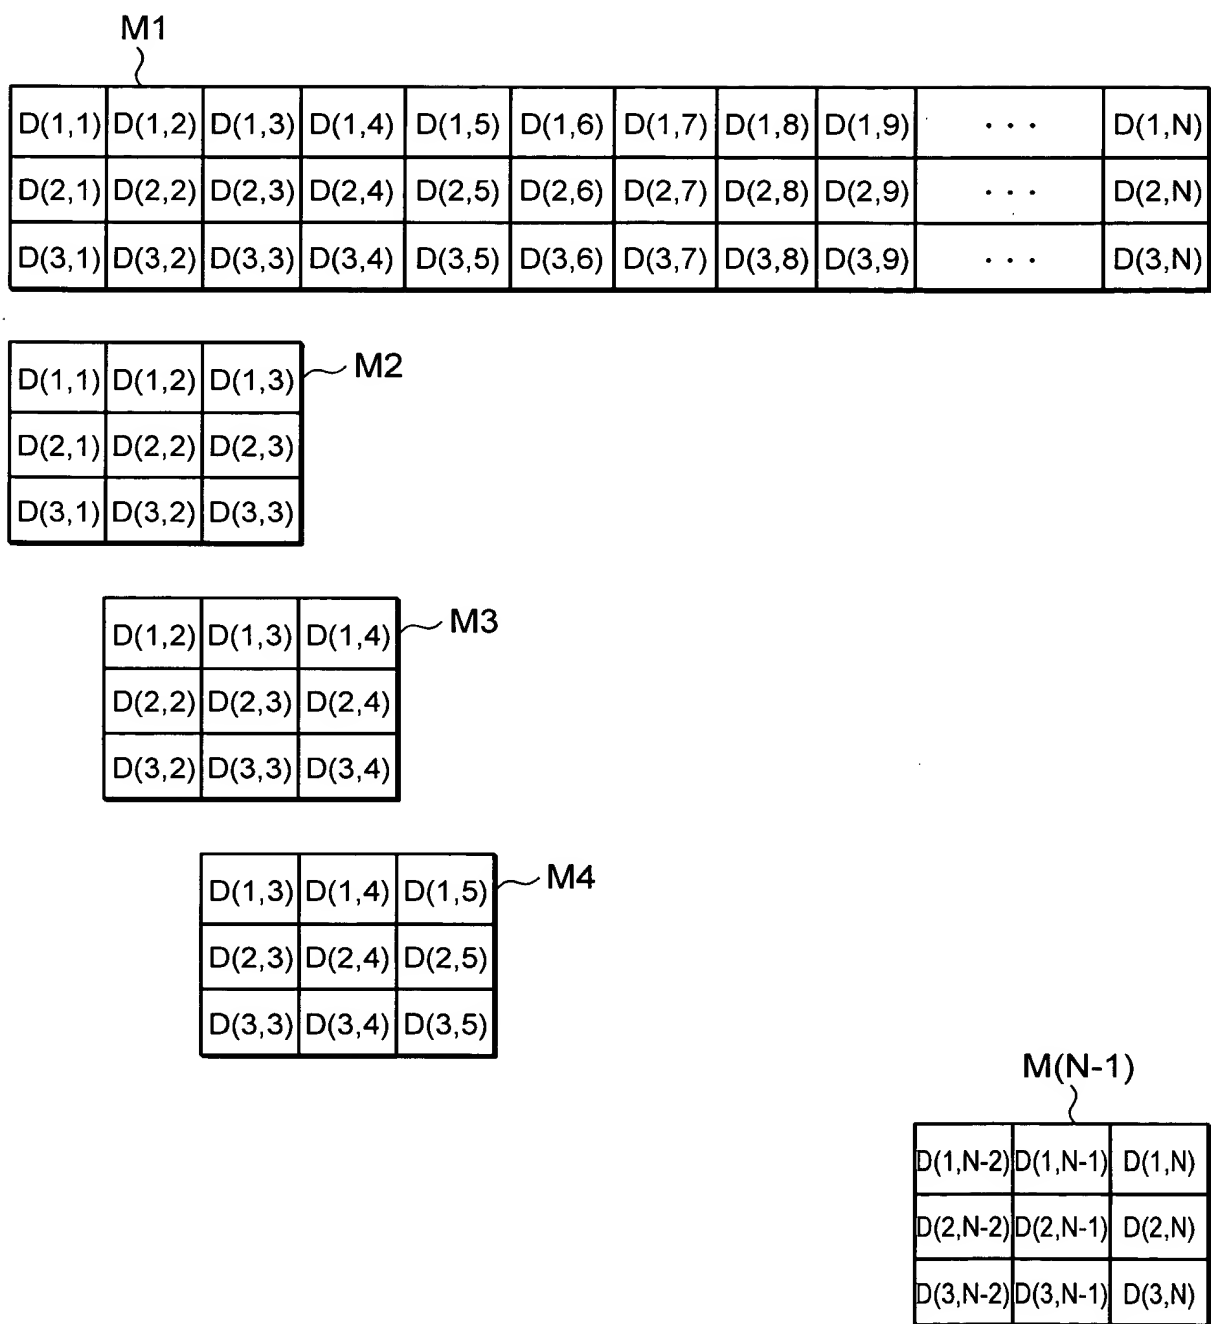 M1
D(1,1) D(1,2) D(1,3) D(1,4) D(1,5) D(1,6) D(1,7) D(1,8) D(1,9) · · · D(1,N)
D(2,1) D(2,2) D(2,3) D(2,4) D(2,5) D(2,6) D(2,7) D(2,8) D(2,9) · · · D(2,N)
D(3,1) D(3,2) D(3,3) D(3,4) D(3,5) D(3,6) D(3,7) D(3,8) D(3,9) · · · D(3,N)
M2
D(1,1) D(1,2) D(1,3)
D(2,1) D(2,2) D(2,3)
D(3,1) D(3,2) D(3,3)
M3
D(1,2) D(1,3) D(1,4)
D(2,2) D(2,3) D(2,4)
D(3,2) D(3,3) D(3,4)
M4
D(1,3) D(1,4) D(1,5)
D(2,3) D(2,4) D(2,5)
D(3,3) D(3,4) D(3,5)
M(N-1)
D(1,N-2) D(1,N-1) D(1,N)
D(2,N-2) D(2,N-1) D(2,N)
D(3,N-2) D(3,N-1) D(3,N)